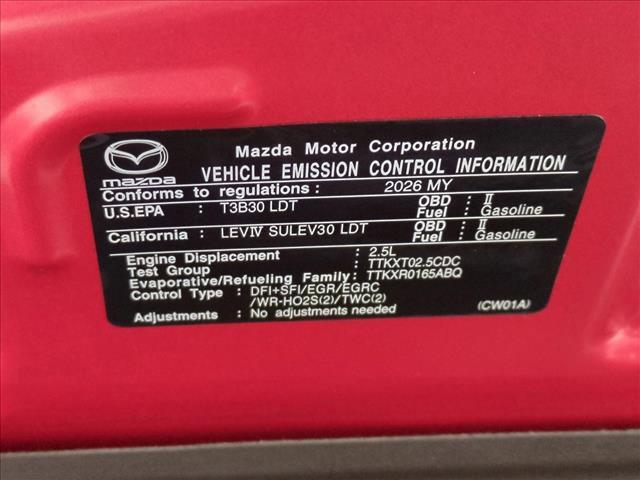 Mazda Motor Corporation
mazda
VEHICLE EMISSION CONTROL INFORMATION
Conforms to regulations : 2026 MY
U.S.EPA : T3B30 LDT OBD : II
Fuel : Gasoline
California : LEVIV SULEV30 LDT OBD : II
Fuel : Gasoline
Engine Displacement : 2.5L
Test Group : TTKXT02.5CDC
Evaporative/Refueling Family: TTKXR0165ABQ
Control Type : DFI+SFI/EGR/EGRC
/WR-HO2S(2)/TWC(2)
Adjustments : No adjustments needed (CW01A)